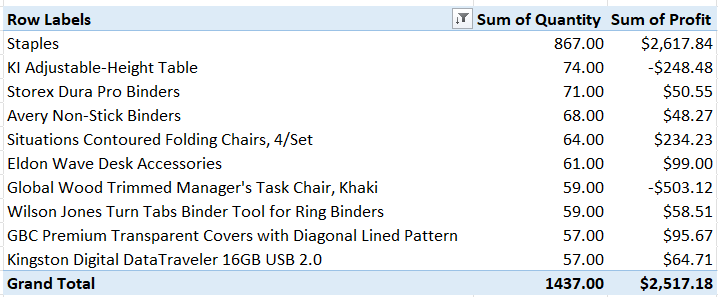 Row Labels Sum of Quantity Sum of Profit
Staples 867.00 $2,617.84
KI Adjustable-Height Table 74.00 -$248.48
Storex Dura Pro Binders 71.00 $50.55
Avery Non-Stick Binders 68.00 $48.27
Situations Contoured Folding Chairs, 4/Set 64.00 $234.23
Eldon Wave Desk Accessories 61.00 $99.00
Global Wood Trimmed Manager's Task Chair, Khaki 59.00 -$503.12
Wilson Jones Turn Tabs Binder Tool for Ring Binders 59.00 $58.51
GBC Premium Transparent Covers with Diagonal Lined Pattern 57.00 $95.67
Kingston Digital DataTraveler 16GB USB 2.0 57.00 $64.71
Grand Total 1437.00 $2,517.18